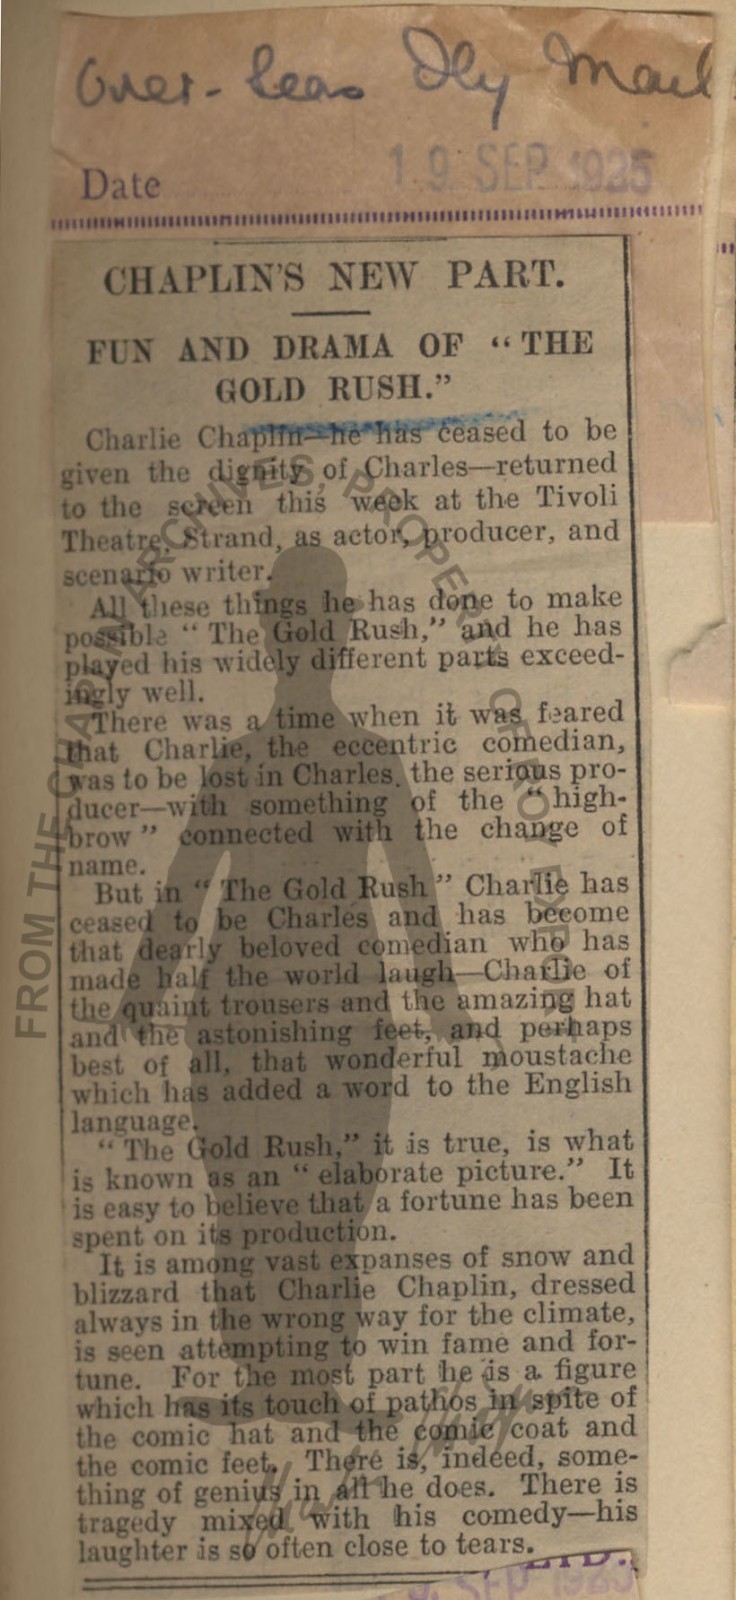 Over-Seas Dly Mail
Date 19 SEP 1925
CHAPLIN'S NEW PART.
FUN AND DRAMA OF "THE
GOLD RUSH."
Charlie Chaplin—he has ceased to be
given the dignity of Charles—returned
to the screen this week at the Tivoli
Theatre, Strand, as actor, producer, and
scenario writer.
All these things he has done to make
possible "The Gold Rush," and he has
played his widely different parts exceed-
ingly well.
There was a time when it was feared
that Charlie, the eccentric comedian,
was to be lost in Charles, the serious pro-
ducer—with something of the "high-
brow" connected with the change of
name.
But in "The Gold Rush" Charlie has
ceased to be Charles and has become
that dearly beloved comedian who has
made half the world laugh—Charlie of
the quaint trousers and the amazing hat
and the astonishing feet, and perhaps
best of all, that wonderful moustache
which has added a word to the English
language.
"The Gold Rush," it is true, is what
is known as an "elaborate picture." It
is easy to believe that a fortune has been
spent on its production.
It is among vast expanses of snow and
blizzard that Charlie Chaplin, dressed
always in the wrong way for the climate,
is seen attempting to win fame and for-
tune. For the most part he is a figure
which has its touch of pathos in spite of
the comic hat and the comic coat and
the comic feet. There is, indeed, some-
thing of genius in all he does. There is
tragedy mixed with his comedy—his
laughter is so often close to tears.
LTD.
9 SEP 1925
FROM THE CHAPLIN ARCHIVES, PROPERTY OF ROY EXPORT